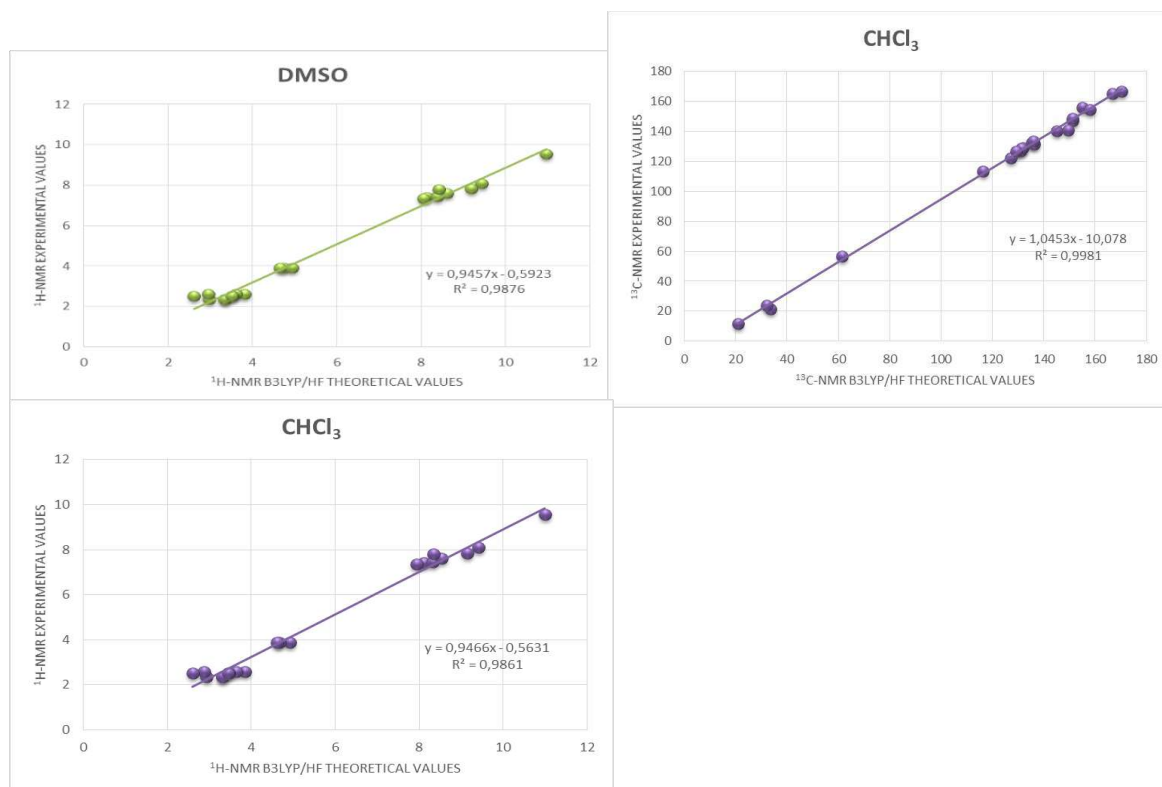 DMSO
12
10
8
6
4
2
0
¹H-NMR EXPERIMENTAL VALUES
y = 0,9457x - 0,5923
R² = 0,9876
0 2 4 6 8 10 12
¹H-NMR B3LYP/HF THEORETICAL VALUES
CHCl₃
180
160
140
120
100
80
60
40
20
0
¹³C-NMR EXPERIMENTAL VALUES
y = 1,0453x - 10,078
R² = 0,9981
0 20 40 60 80 100 120 140 160 180
¹³C-NMR B3LYP/HF THEORETICAL VALUES
CHCl₃
12
10
8
6
4
2
0
¹H-NMR EXPERIMENTAL VALUES
y = 0,9466x - 0,5631
R² = 0,9861
0 2 4 6 8 10 12
¹H-NMR B3LYP/HF THEORETICAL VALUES